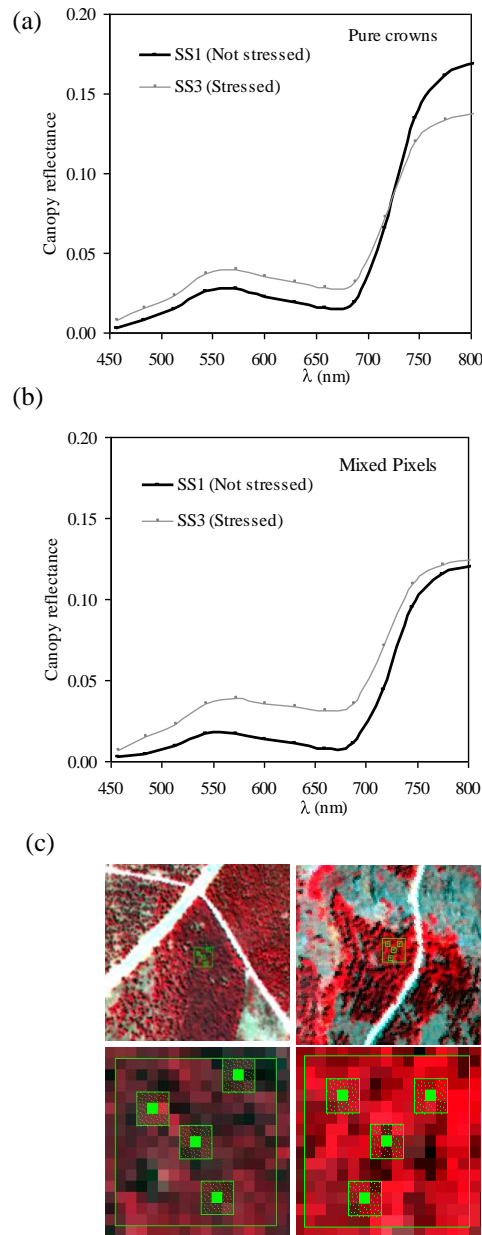 (a)
0.20
Pure crowns
SS1 (Not stressed)
0.15
SS3 (Stressed)
0.10
Canopy reflectance
0.05
0.00
450 500 550 600 650 700 750 800
λ (nm)
(b)
0.20
Mixed Pixels
SS1 (Not stressed)
0.15
SS3 (Stressed)
0.10
Canopy reflectance
0.05
0.00
450 500 550 600 650 700 750 800
λ (nm)
(c)